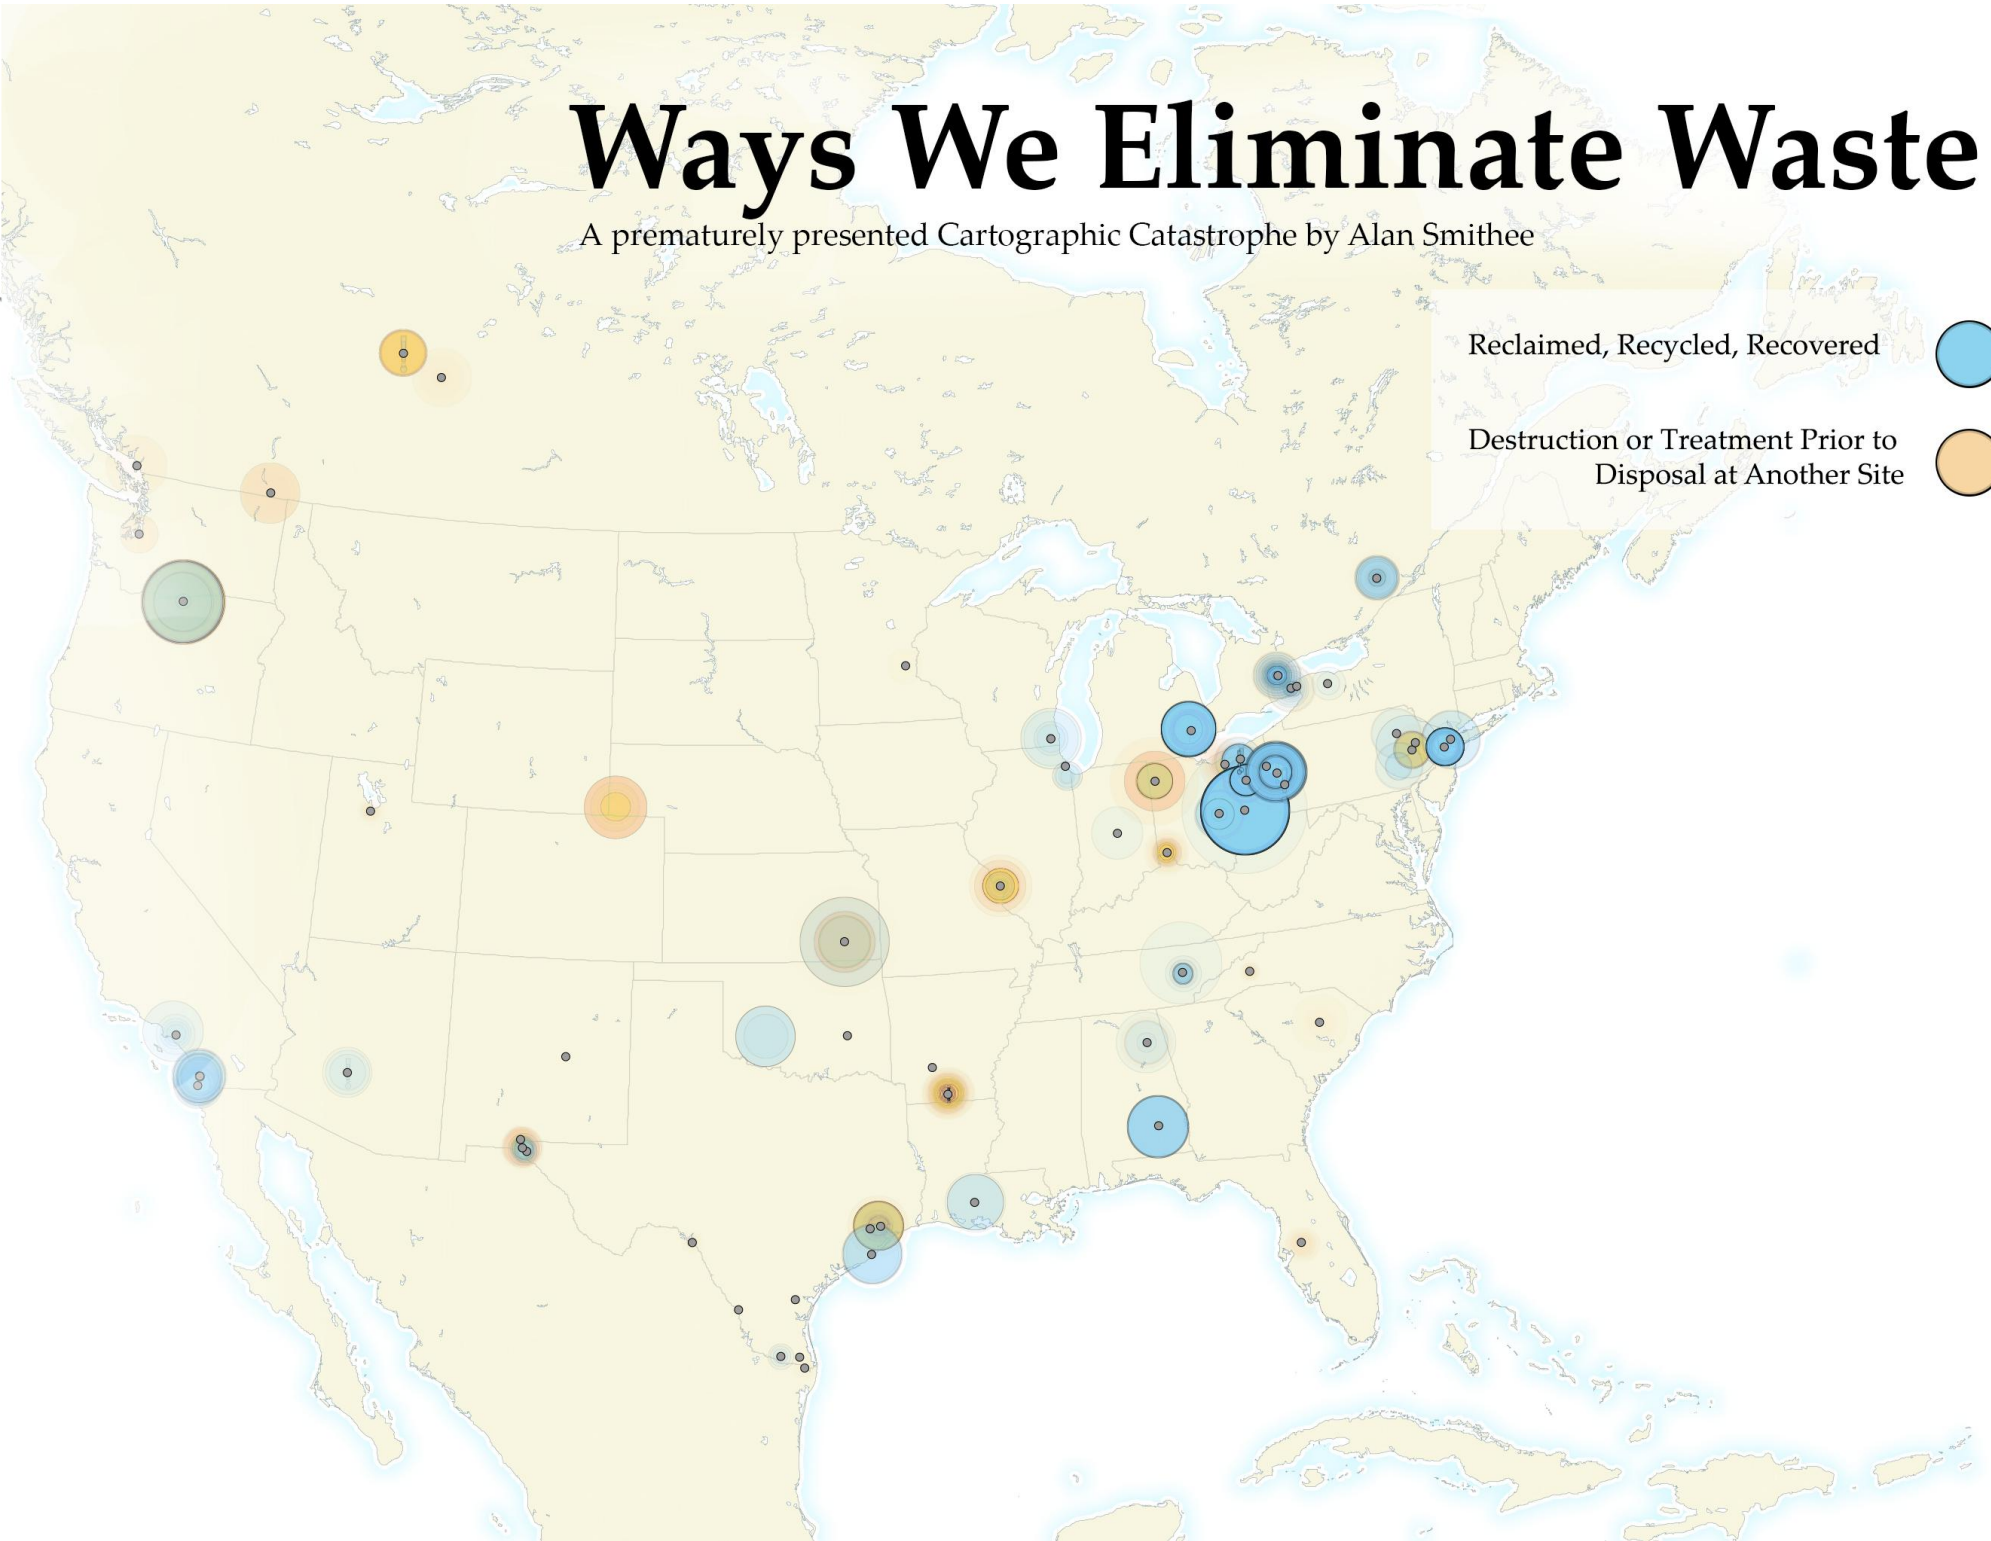 Ways We Eliminate Waste
A prematurely presented Cartographic Catastrophe by Alan Smithee
Reclaimed, Recycled, Recovered
Destruction or Treatment Prior to
Disposal at Another Site